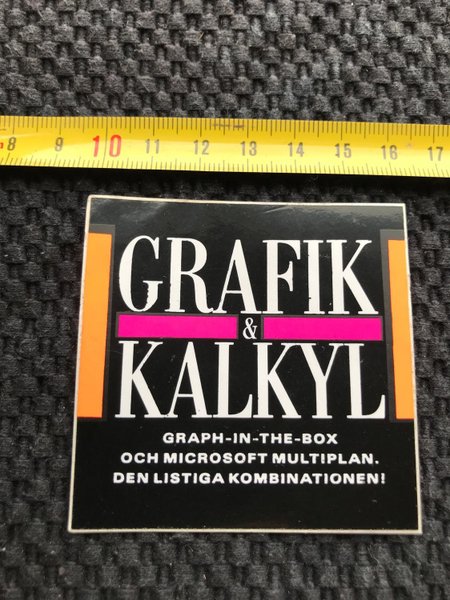 8 9 10 11 12 13 14 15 16 17
GRAFIK
&
KALKYL
GRAPH-IN-THE-BOX
OCH MICROSOFT MULTIPLAN.
DEN LISTIGA KOMBINATIONEN!